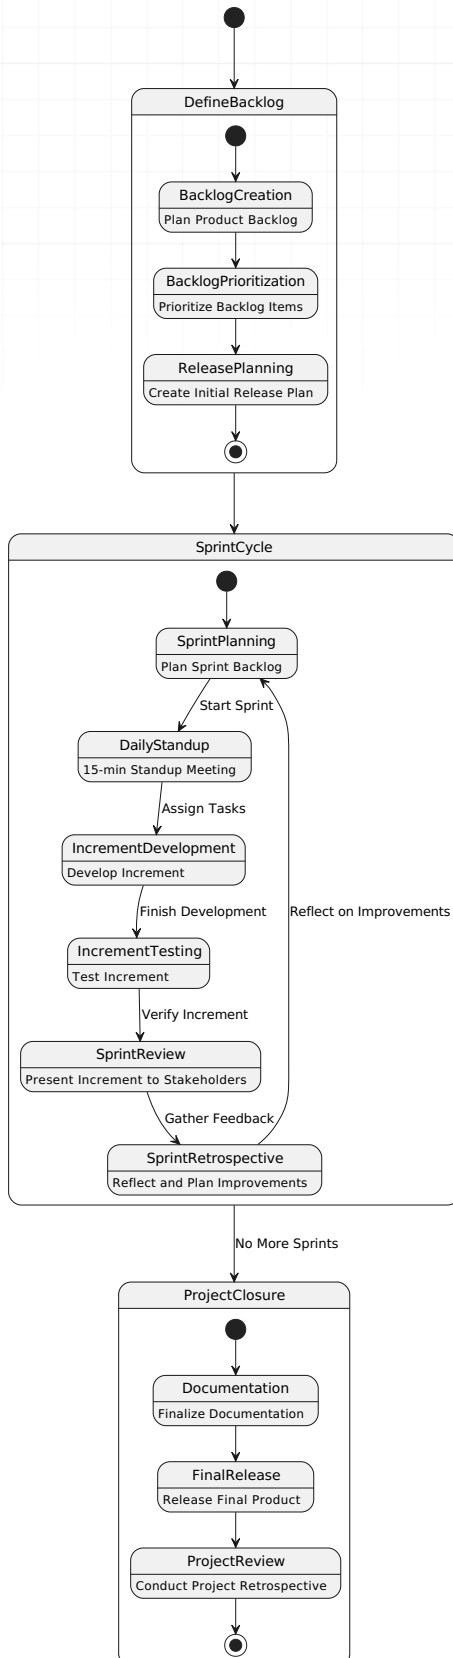 DefineBacklog
BacklogCreation
Plan Product Backlog
BacklogPrioritization
Prioritize Backlog Items
ReleasePlanning
Create Initial Release Plan
SprintCycle
SprintPlanning
Plan Sprint Backlog
Start Sprint
DailyStandup
15-min Standup Meeting
Assign Tasks
IncrementDevelopment
Develop Increment
Finish Development
Reflect on Improvements
IncrementTesting
Test Increment
Verify Increment
SprintReview
Present Increment to Stakeholders
Gather Feedback
SprintRetrospective
Reflect and Plan Improvements
No More Sprints
ProjectClosure
Documentation
Finalize Documentation
FinalRelease
Release Final Product
ProjectReview
Conduct Project Retrospective